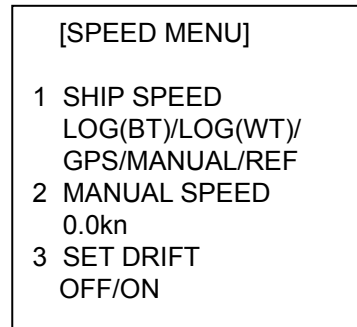 [SPEED MENU]
1 SHIP SPEED
LOG(BT)/LOG(WT)/
GPS/MANUAL/REF
2 MANUAL SPEED
0.0kn
3 SET DRIFT
OFF/ON